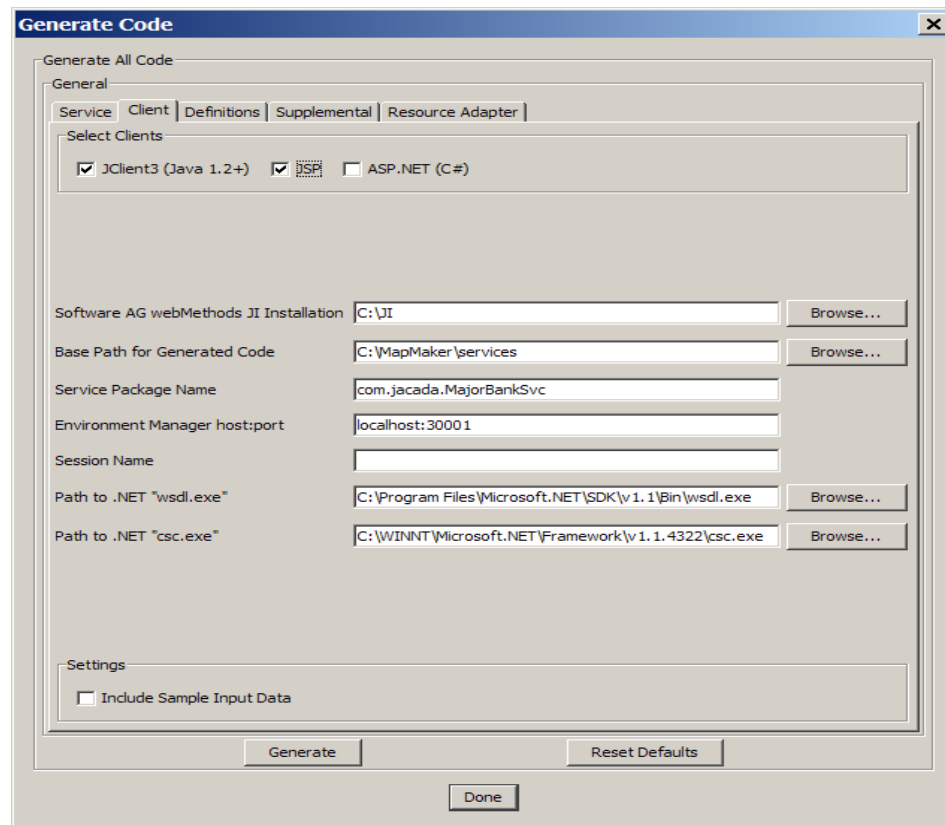 Generate Code
Generate All Code
General
Service Client Definitions Supplemental Resource Adapter
Select Clients
JClient3 (Java 1.2+) JSP ASP.NET (C#)
Software AG webMethods JI Installation C:\JI Browse...
Base Path for Generated Code C:\MapMaker\services Browse...
Service Package Name com.jacada.MajorBankSvc
Environment Manager host:port localhost:30001
Session Name
Path to .NET "wsdl.exe" C:\Program Files\Microsoft.NET\SDK\v1.1\Bin\wsdl.exe Browse...
Path to .NET "csc.exe" C:\WINNT\Microsoft.NET\Framework\v1.1.4322\csc.exe Browse...
Settings
Include Sample Input Data
Generate Reset Defaults
Done